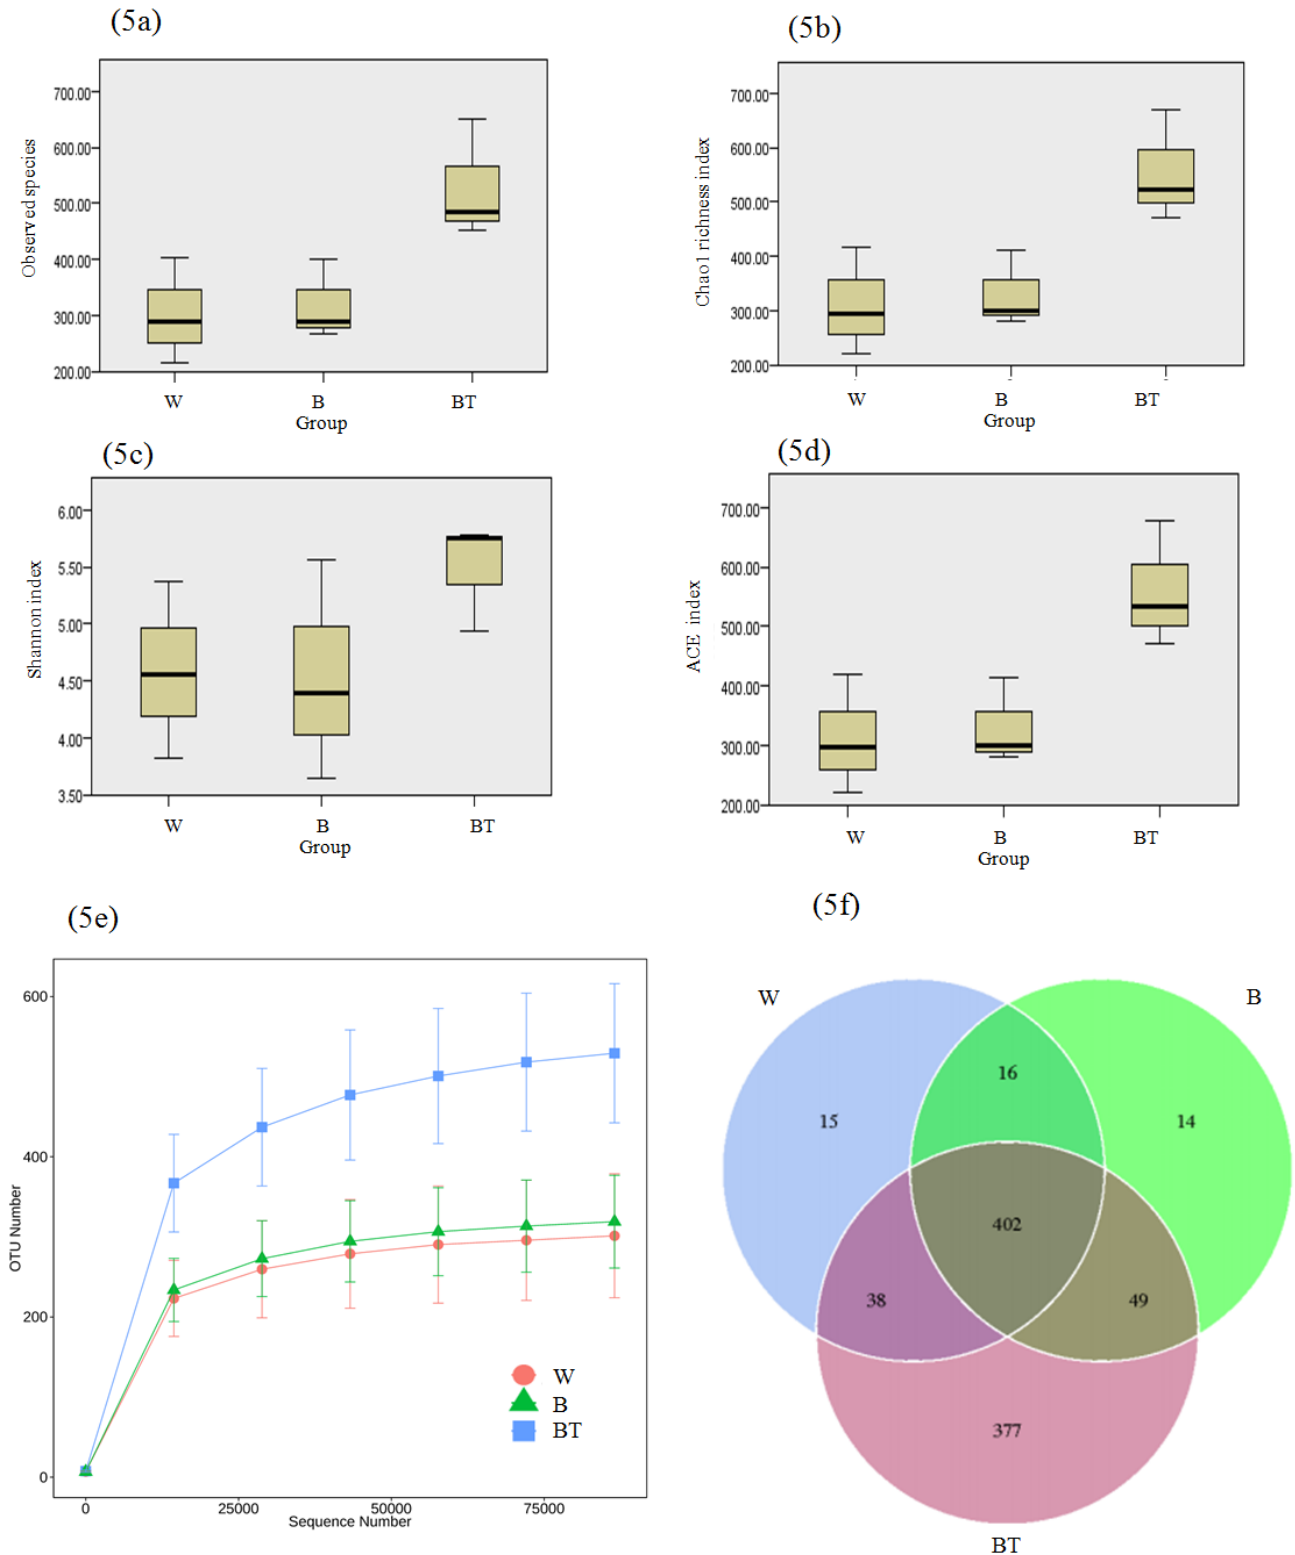 (5a)
700.00
600.00
500.00
400.00
300.00
200.00
Observed species
W B BT
Group
(5b)
700.00
600.00
500.00
400.00
300.00
200.00
Chao1 richness index
W B BT
Group
(5c)
6.00
5.50
5.00
4.50
4.00
3.50
Shannon index
W B BT
Group
(5d)
700.00
600.00
500.00
400.00
300.00
200.00
ACE index
W B BT
Group
(5e)
600
400
200
0
OTU Number
W
B
BT
0 25000 50000 75000
Sequence Number
(5f)
W B
16
15 14
402
38 49
377
BT